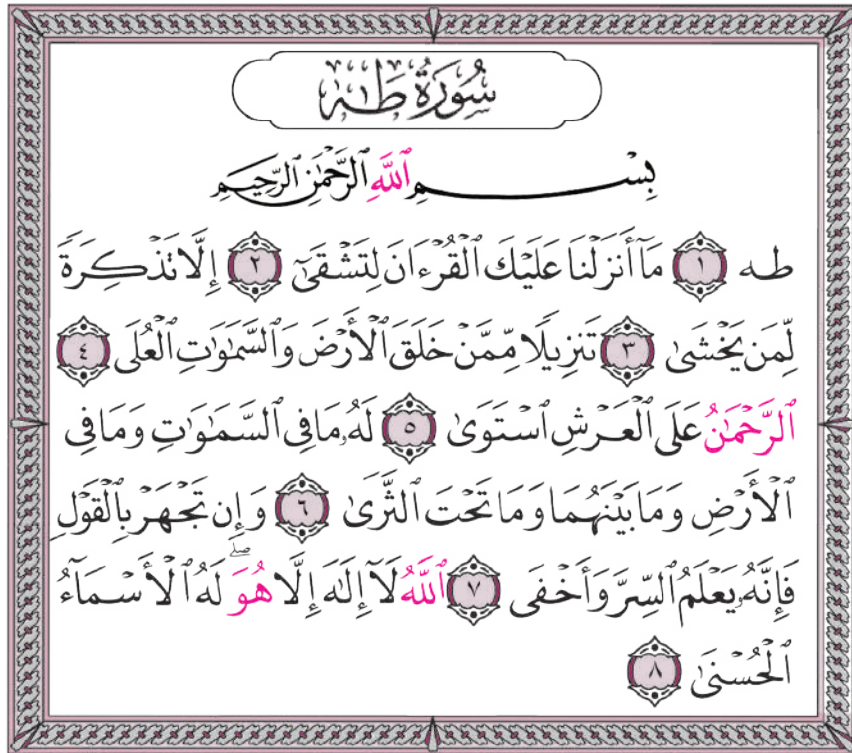 سُورَةُ طه
بِسْمِ ٱللَّهِ ٱلرَّحْمَٰنِ ٱلرَّحِيمِ
طه ١ مَآ أَنزَلْنَا عَلَيْكَ ٱلْقُرْءَانَ لِتَشْقَىٰٓ ٢ إِلَّا تَذْكِرَةً
لِّمَن يَخْشَىٰ ٣ تَنزِيلًا مِّمَّنْ خَلَقَ ٱلْأَرْضَ وَٱلسَّمَٰوَٰتِ ٱلْعُلَى ٤
ٱلرَّحْمَٰنُ عَلَى ٱلْعَرْشِ ٱسْتَوَىٰ ٥ لَهُۥ مَا فِى ٱلسَّمَٰوَٰتِ وَمَا فِى
ٱلْأَرْضِ وَمَا بَيْنَهُمَا وَمَا تَحْتَ ٱلثَّرَىٰ ٦ وَإِن تَجْهَرْ بِٱلْقَوْلِ
فَإِنَّهُۥ يَعْلَمُ ٱلسِّرَّ وَأَخْفَى ٧ ٱللَّهُ لَآ إِلَٰهَ إِلَّا هُوَ ۖ لَهُ ٱلْأَسْمَآءُ
ٱلْحُسْنَىٰ ٨